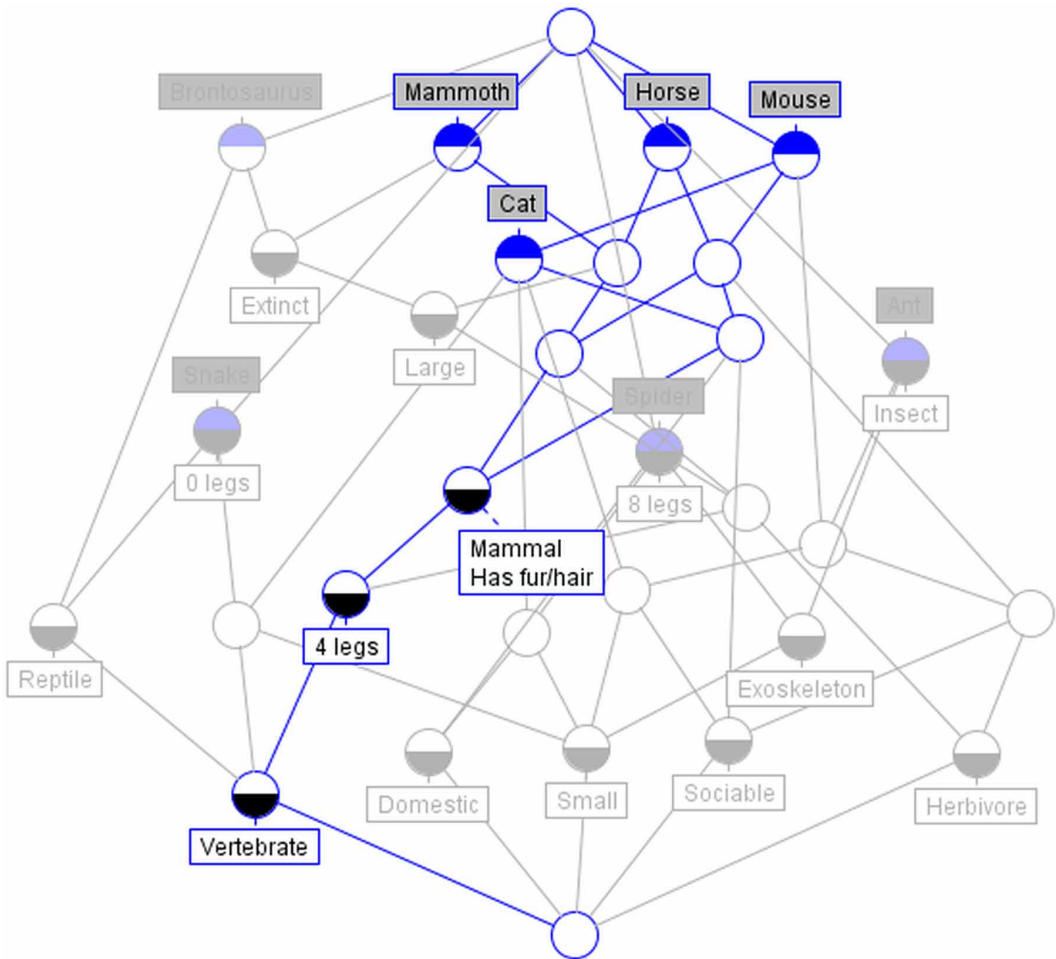 Brontosaurus
Mammoth
Horse
Mouse
Cat
Extinct
Ant
Large
Snake
Spider
Insect
0 legs
8 legs
Mammal
Has fur/hair
4 legs
Reptile
Exoskeleton
Domestic
Small
Sociable
Herbivore
Vertebrate